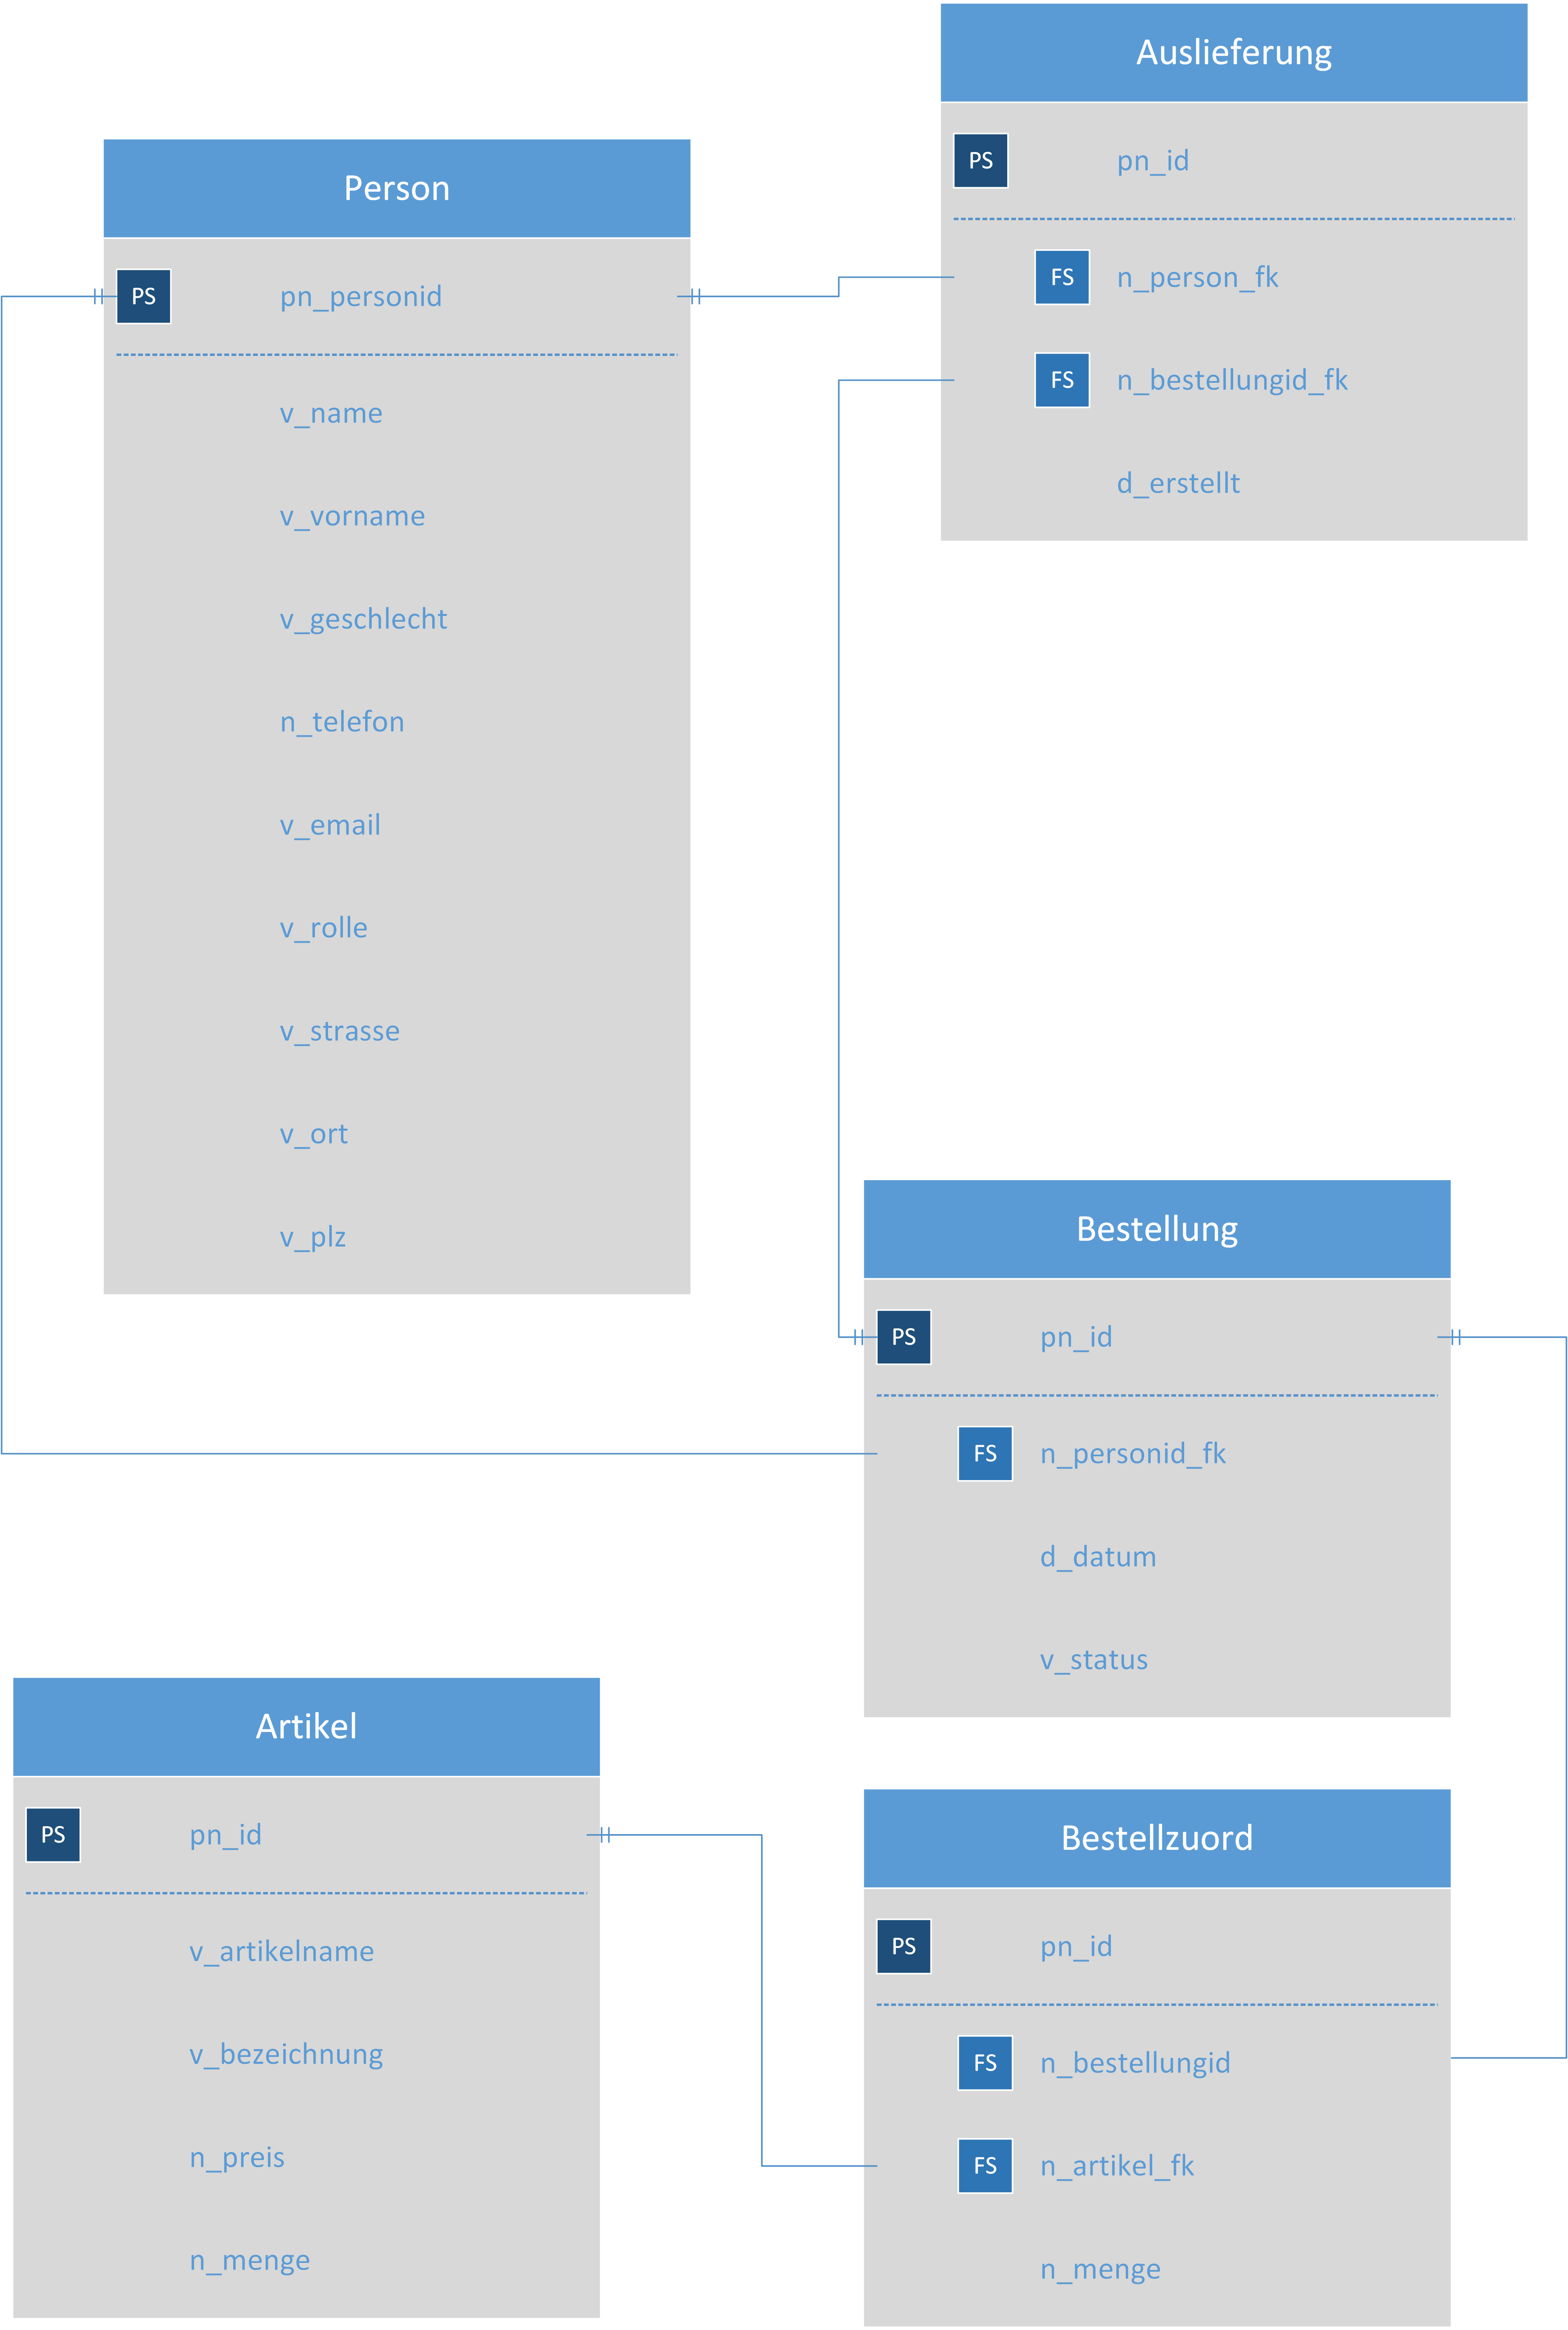 Auslieferung
PS pn_id
FS n_person_fk
FS n_bestellungid_fk
d_erstellt
Person
PS pn_personid
v_name
v_vorname
v_geschlecht
n_telefon
v_email
v_rolle
v_strasse
v_ort
v_plz
Bestellung
PS pn_id
FS n_personid_fk
d_datum
v_status
Artikel
PS pn_id
v_artikelname
v_bezeichnung
n_preis
n_menge
Bestellzuord
PS pn_id
FS n_bestellungid
FS n_artikel_fk
n_menge